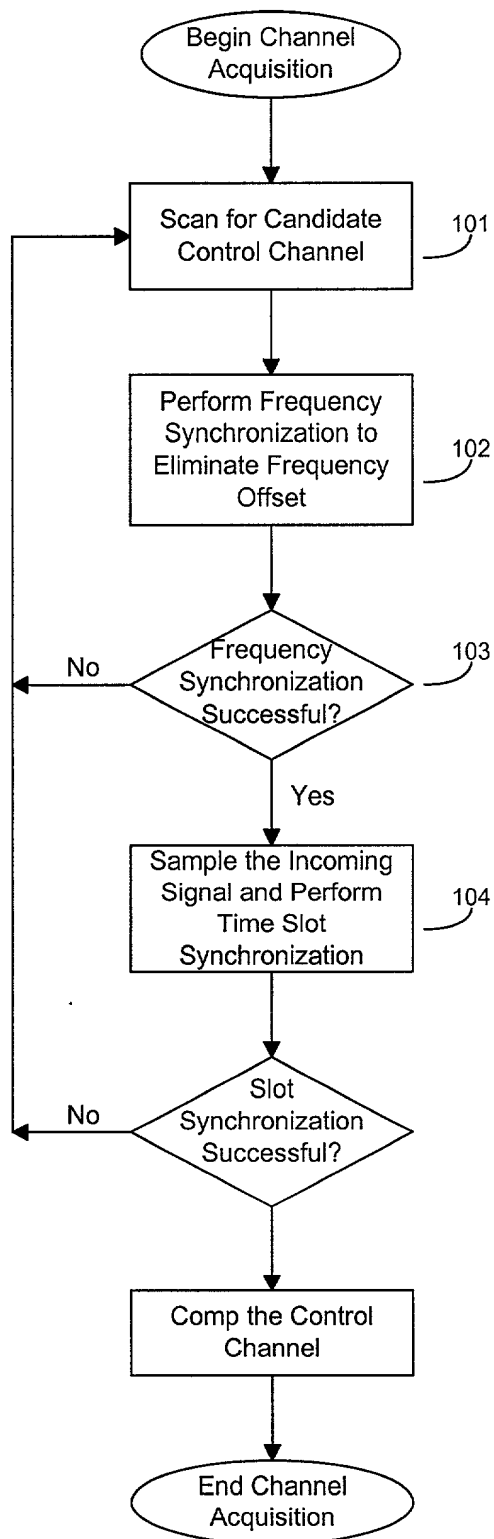 Begin Channel
Acquisition
Scan for Candidate
Control Channel
101
Perform Frequency
Synchronization to
Eliminate Frequency
Offset
102
Frequency
Synchronization
Successful?
103
No
Yes
Sample the Incoming
Signal and Perform
Time Slot
Synchronization
104
Slot
Synchronization
Successful?
No
Comp the Control
Channel
End Channel
Acquisition